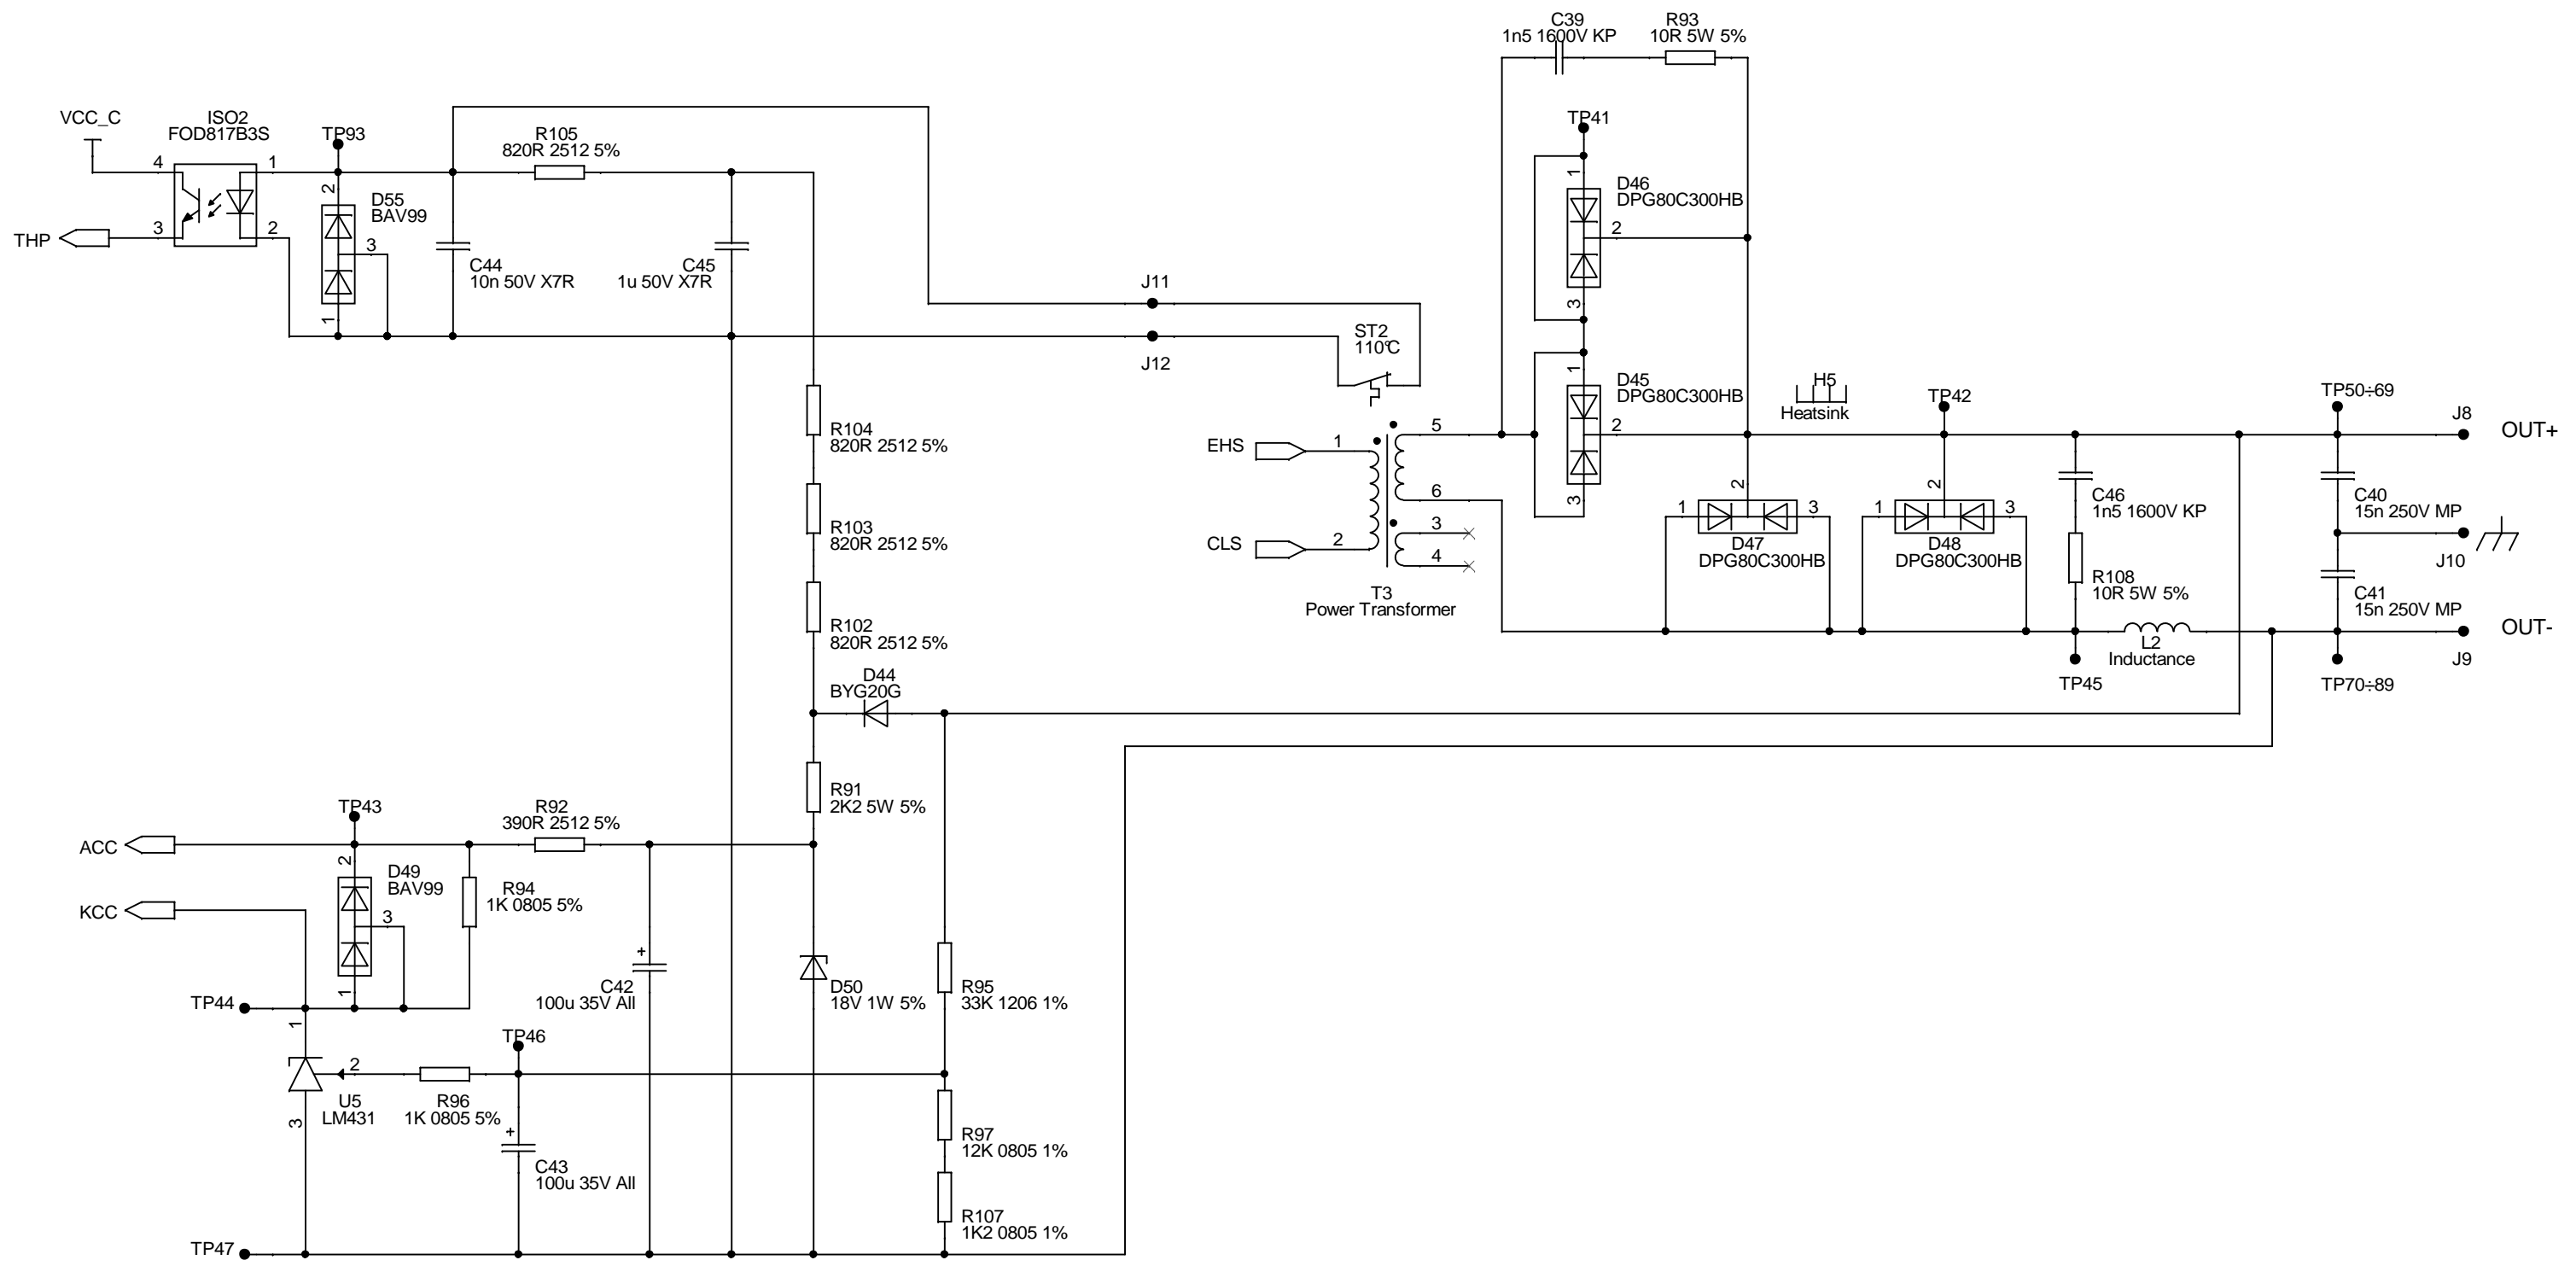 C39
1n5 1600V KP
R93
10R 5W 5%
VCC_C
ISO2
FOD817B3S
TP93
R105
820R 2512 5%
TP41
4
1
3
2
THP
2
D55
BAV99
3
1
C44
10n 50V X7R
C45
1u 50V X7R
J11
J12
ST2
110°C
1
D46
DPG80C300HB
2
3
1
D45
DPG80C300HB
2
3
H5
Heatsink
TP42
TP50÷69
J8
OUT+
R104
820R 2512 5%
EHS
1
5
6
3
4
CLS
2
T3
Power Transformer
R103
820R 2512 5%
2
1
3
D47
DPG80C300HB
2
1
3
D48
DPG80C300HB
C46
1n5 1600V KP
C40
15n 250V MP
J10
R108
10R 5W 5%
C41
15n 250V MP
OUT-
J9
L2
Inductance
TP45
TP70÷89
R102
820R 2512 5%
D44
BYG20G
R91
2K2 5W 5%
TP43
R92
390R 2512 5%
ACC
2
D49
BAV99
R94
1K 0805 5%
KCC
3
1
+
C42
100u 35V All
D50
18V 1W 5%
R95
33K 1206 1%
TP44
1
TP46
2
U5
LM431
3
R96
1K 0805 5%
+
C43
100u 35V All
R97
12K 0805 1%
R107
1K2 0805 1%
TP47